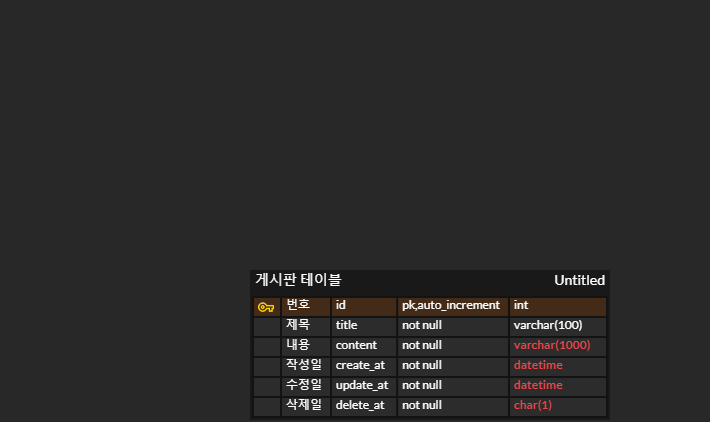 게시판 테이블 Untitled
번호 id pk,auto_increment int
제목 title not null varchar(100)
내용 content not null varchar(1000)
작성일 create_at not null datetime
수정일 update_at not null datetime
삭제일 delete_at not null char(1)